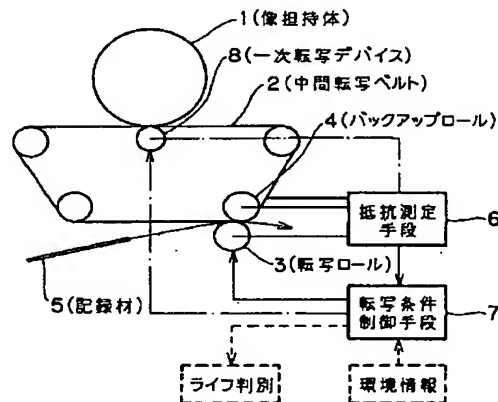 1(像担持体)
8(一次転写デバイス)
2(中間転写ベルト)
4(バックアップロール)
抵抗測定
手段
6
3(転写ロール)
5(記録材)
転写条件
制御手段
7
ライフ判別
環境情報